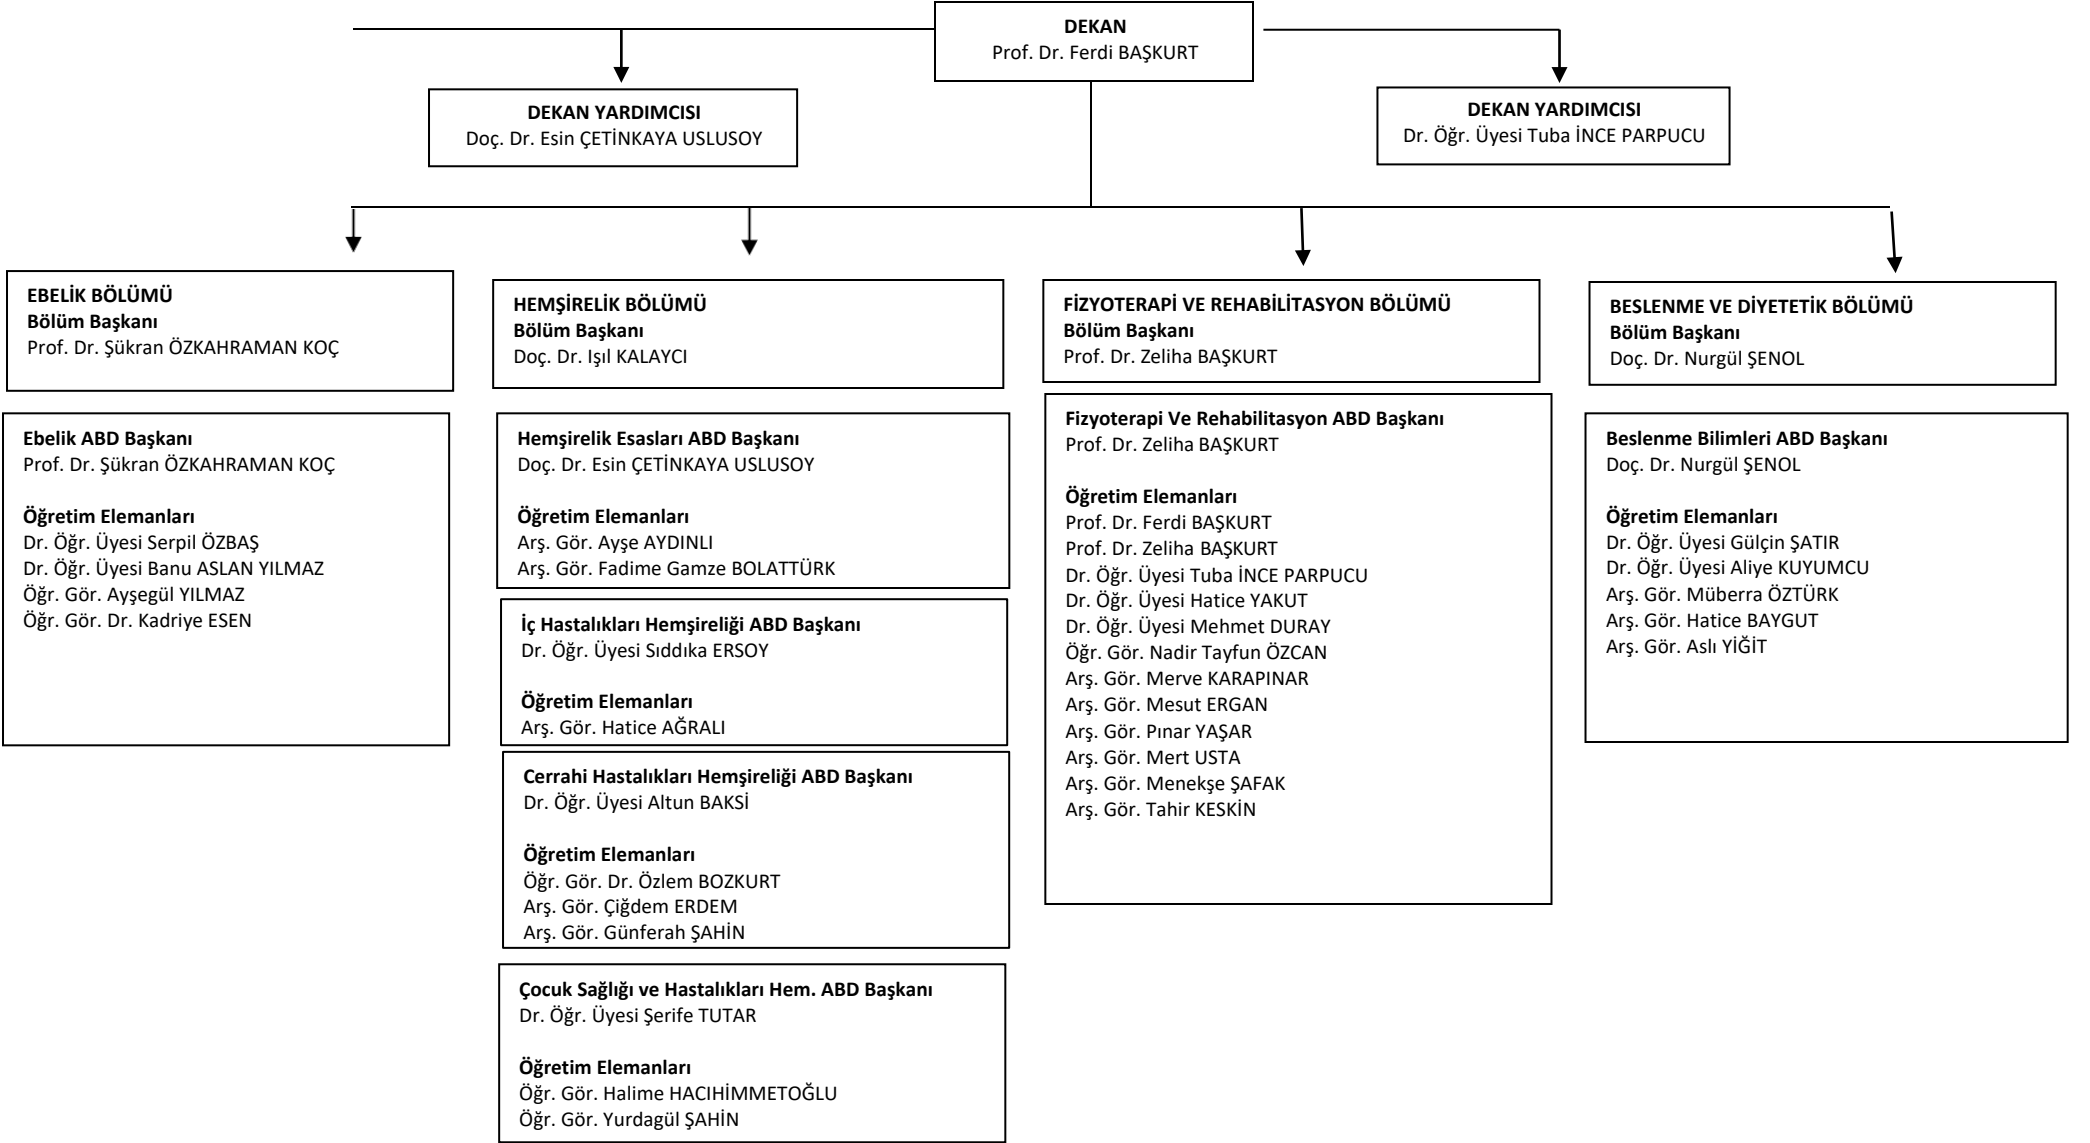 DEKAN
Prof. Dr. Ferdi BAŞKURT
DEKAN YARDIMCISI
Doç. Dr. Esin ÇETİNKAYA USLUSOY
DEKAN YARDIMCISI
Dr. Öğr. Üyesi Tuba İNCE PARPUCU
EBELİK BÖLÜMÜ
Bölüm Başkanı
Prof. Dr. Şükran ÖZKAHRAMAN KOÇ
HEMŞİRELİK BÖLÜMÜ
Bölüm Başkanı
Doç. Dr. Işıl KALAYCI
FİZYOTERAPİ VE REHABİLİTASYON BÖLÜMÜ
Bölüm Başkanı
Prof. Dr. Zeliha BAŞKURT
BESLENME VE DİYETETİK BÖLÜMÜ
Bölüm Başkanı
Doç. Dr. Nurgül ŞENOL
Ebelik ABD Başkanı
Prof. Dr. Şükran ÖZKAHRAMAN KOÇ
Öğretim Elemanları
Dr. Öğr. Üyesi Serpil ÖZBAŞ
Dr. Öğr. Üyesi Banu ASLAN YILMAZ
Öğr. Gör. Ayşegül YILMAZ
Öğr. Gör. Dr. Kadriye ESEN
Hemşirelik Esasları ABD Başkanı
Doç. Dr. Esin ÇETİNKAYA USLUSOY
Öğretim Elemanları
Arş. Gör. Ayşe AYDINLI
Arş. Gör. Fadime Gamze BOLATTÜRK
İç Hastalıkları Hemşireliği ABD Başkanı
Dr. Öğr. Üyesi Sıddıka ERSOY
Öğretim Elemanları
Arş. Gör. Hatice AĞRALI
Cerrahi Hastalıkları Hemşireliği ABD Başkanı
Dr. Öğr. Üyesi Altun BAKSİ
Öğretim Elemanları
Öğr. Gör. Dr. Özlem BOZKURT
Arş. Gör. Çiğdem ERDEM
Arş. Gör. Günferah ŞAHİN
Çocuk Sağlığı ve Hastalıkları Hem. ABD Başkanı
Dr. Öğr. Üyesi Şerife TUTAR
Öğretim Elemanları
Öğr. Gör. Halime HACIHİMMETOĞLU
Öğr. Gör. Yurdagül ŞAHİN
Fizyoterapi Ve Rehabilitasyon ABD Başkanı
Prof. Dr. Zeliha BAŞKURT
Öğretim Elemanları
Prof. Dr. Ferdi BAŞKURT
Prof. Dr. Zeliha BAŞKURT
Dr. Öğr. Üyesi Tuba İNCE PARPUCU
Dr. Öğr. Üyesi Hatice YAKUT
Dr. Öğr. Üyesi Mehmet DURAY
Öğr. Gör. Nadir Tayfun ÖZCAN
Arş. Gör. Merve KARAPINAR
Arş. Gör. Mesut ERGAN
Arş. Gör. Pınar YAŞAR
Arş. Gör. Mert USTA
Arş. Gör. Menekşe ŞAFAK
Arş. Gör. Tahir KESKİN
Beslenme Bilimleri ABD Başkanı
Doç. Dr. Nurgül ŞENOL
Öğretim Elemanları
Dr. Öğr. Üyesi Gülçin ŞATIR
Dr. Öğr. Üyesi Aliye KUYUMCU
Arş. Gör. Müberra ÖZTÜRK
Arş. Gör. Hatice BAYGUT
Arş. Gör. Aslı YİĞİT